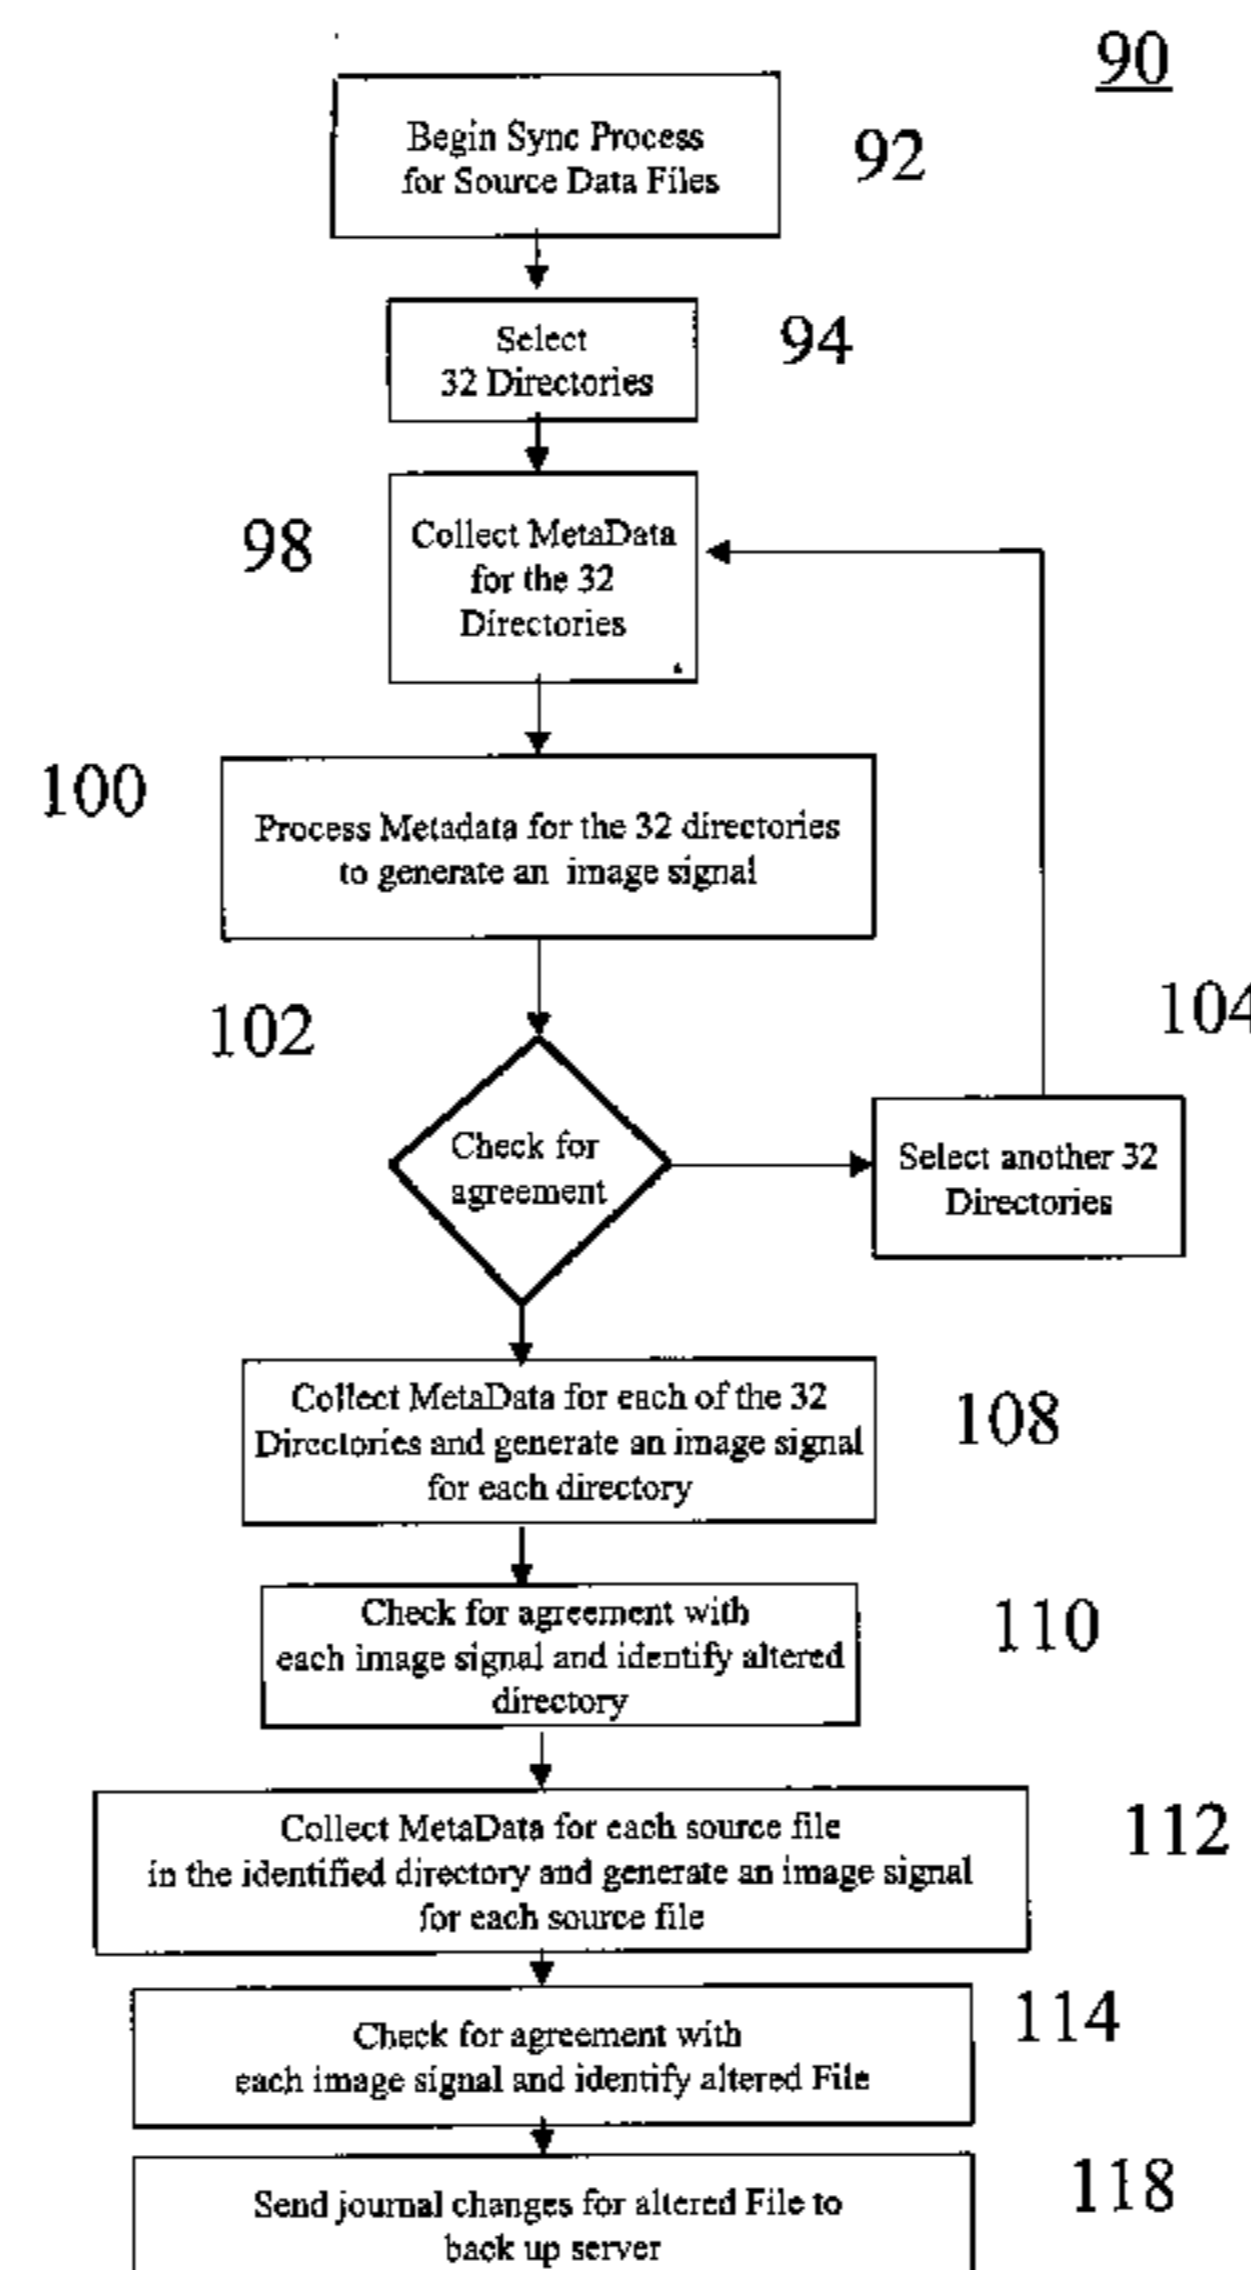 90
Begin Sync Process
for Source Data Files
92
Select
32 Directories
94
98
Collect MetaData
for the 32
Directories
100
Process Metadata for the 32 directories
to generate an image signal
102
104
Check for
agreement
Select another 32
Directories
Collect MetaData for each of the 32
Directories and generate an image signal
for each directory
108
Check for agreement with
each image signal and identify altered
directory
110
Collect MetaData for each source file
in the identified directory and generate an image signal
for each source file
112
Check for agreement with
each image signal and identify altered File
114
Send journal changes for altered File to
back up server
118